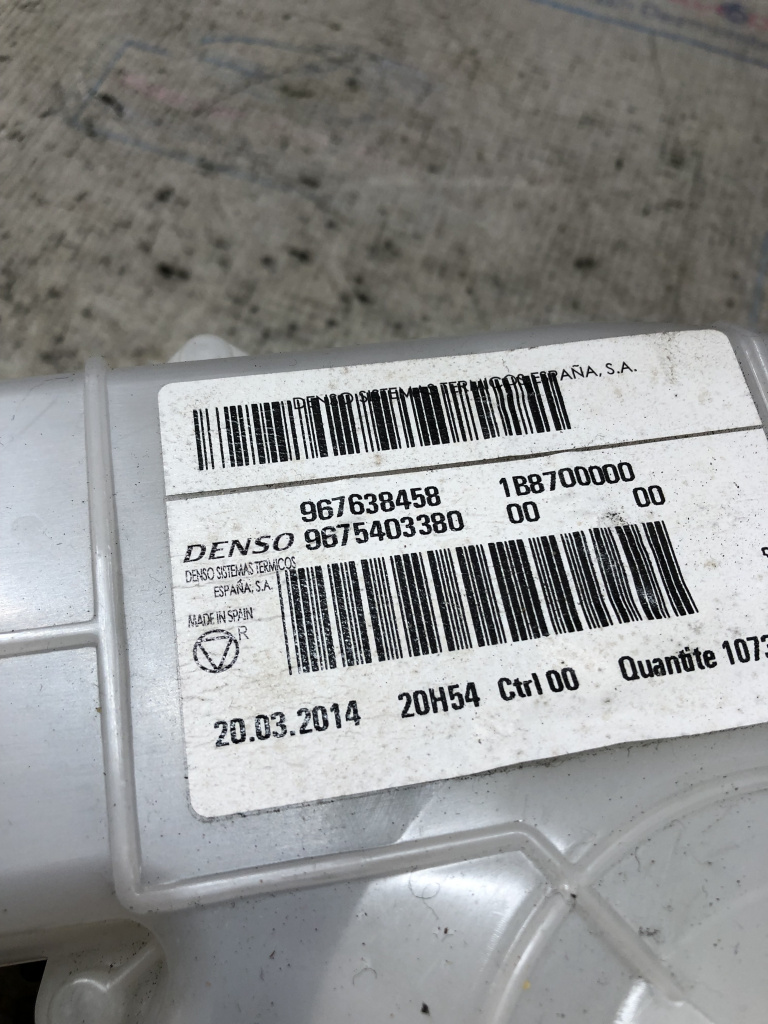 DENSO SISTEMAS TERMICOS ESPAÑA, S.A.
967638458 1B8700000
DENSO 9675403380 00 00
DENSO SISTEMAS TERMICOS
ESPAÑA, S.A.
MADE IN SPAIN
R
20.03.2014 20H54 Ctrl 00 Quantite 1073